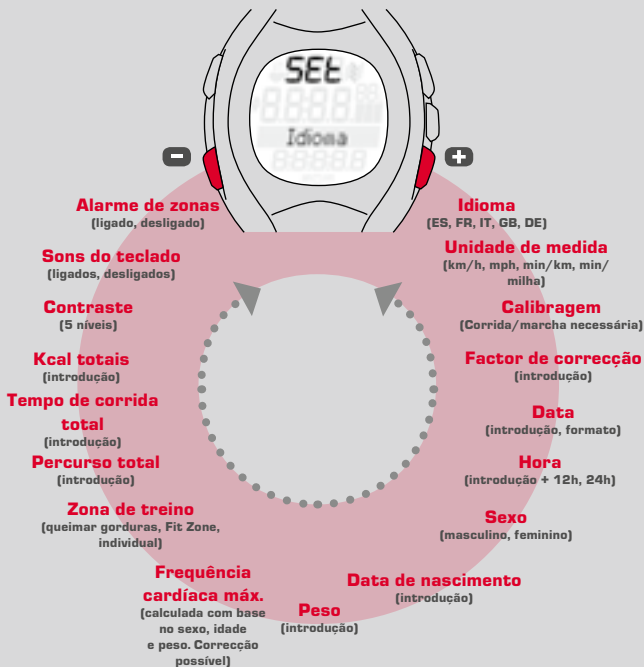 SEt
Idioma
Idioma
(ES, FR, IT, GB, DE)
Unidade de medida
(km/h, mph, min/km, min/
milha)
Calibragem
(Corrida/marcha necessária)
Factor de correcção
(introdução)
Data
(introdução, formato)
Hora
(introdução + 12h, 24h)
Sexo
(masculino, feminino)
Data de nascimento
(introdução)
Peso
(introdução)
Frequência
cardíaca máx.
(calculada com base
no sexo, idade
e peso. Correcção
possível)
Zona de treino
(queimar gorduras, Fit Zone,
individual)
Percurso total
(introdução)
Tempo de corrida
total
(introdução)
Kcal totais
(introdução)
Contraste
(5 níveis)
Sons do teclado
(ligados, desligados)
Alarme de zonas
(ligado, desligado)